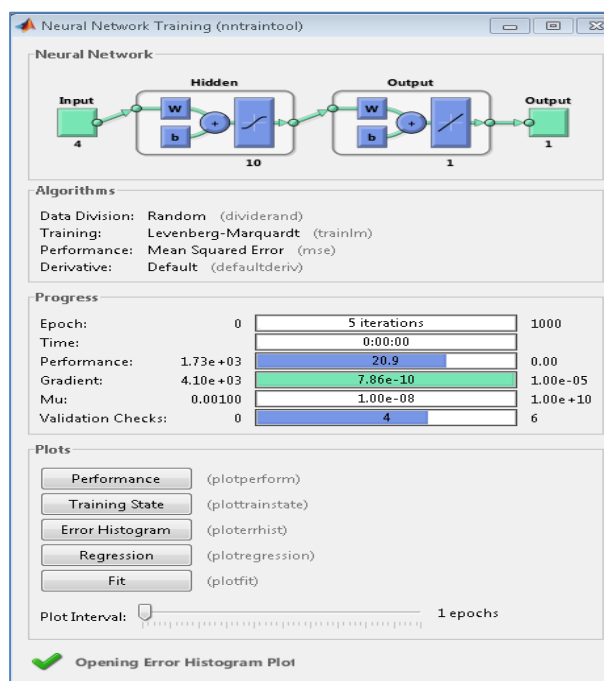 Neural Network Training (nntraintool)
Neural Network
Hidden
Output
Input
W
b
+
W
b
+
Output
4
10
1
1
Algorithms
Data Division: Random (dividerand)
Training: Levenberg-Marquardt (trainlm)
Performance: Mean Squared Error (mse)
Derivative: Default (defaultderiv)
Progress
Epoch: 0 5 iterations 1000
Time: 0:00:00
Performance: 1.73e+03 20.9 0.00
Gradient: 4.10e+03 7.86e-10 1.00e-05
Mu: 0.00100 1.00e-08 1.00e+10
Validation Checks: 0 4 6
Plots
Performance (plotperform)
Training State (plottrainstate)
Error Histogram (ploterrhist)
Regression (plotregression)
Fit (plotfit)
Plot Interval: 1 epochs
Opening Error Histogram Plot